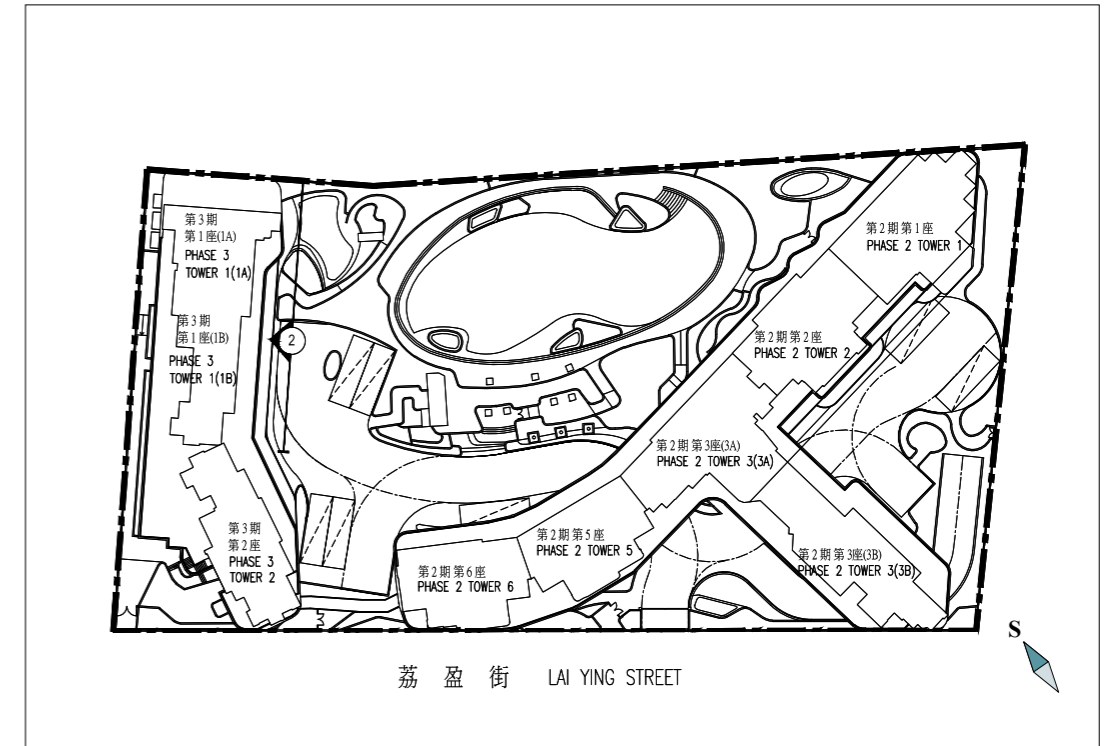 第3期
第1座(1A)
PHASE 3
TOWER 1(1A)
第3期
第1座(1B)
PHASE 3
TOWER 1(1B)
2
第3期
第2座
PHASE 3
TOWER 2
第2期第1座
PHASE 2 TOWER 1
第2期第2座
PHASE 2 TOWER 2
第2期第3座(3A)
PHASE 2 TOWER 3(3A)
第2期第5座
PHASE 2 TOWER 5
第2期第6座
PHASE 2 TOWER 6
第2期第3座(3B)
PHASE 2 TOWER 3(3B)
S
荔盈街 LAI YING STREET